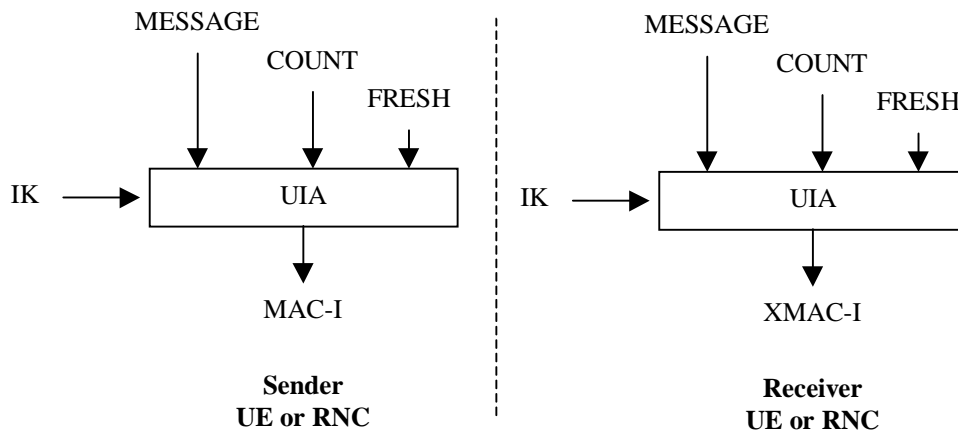 MESSAGE
COUNT
FRESH
IK
UIA
MAC-I
Sender
UE or RNC
MESSAGE
COUNT
FRESH
IK
UIA
XMAC-I
Receiver
UE or RNC